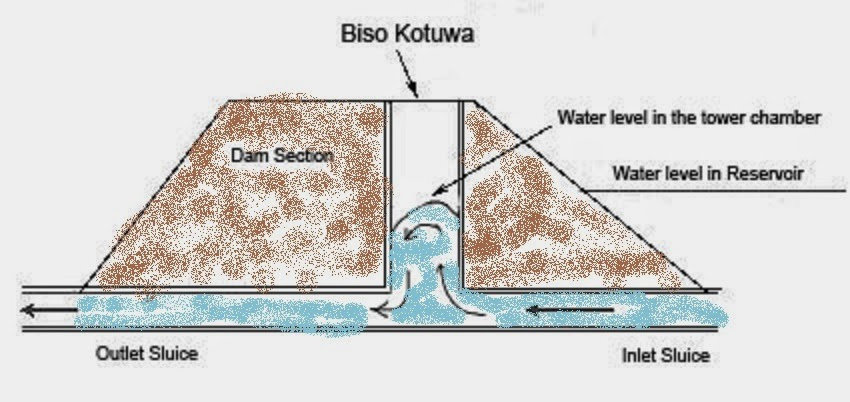 Biso Kotuwa
Water level in the tower chamber
Dam Section
Water level in Reservoir
Outlet Sluice
Inlet Sluice